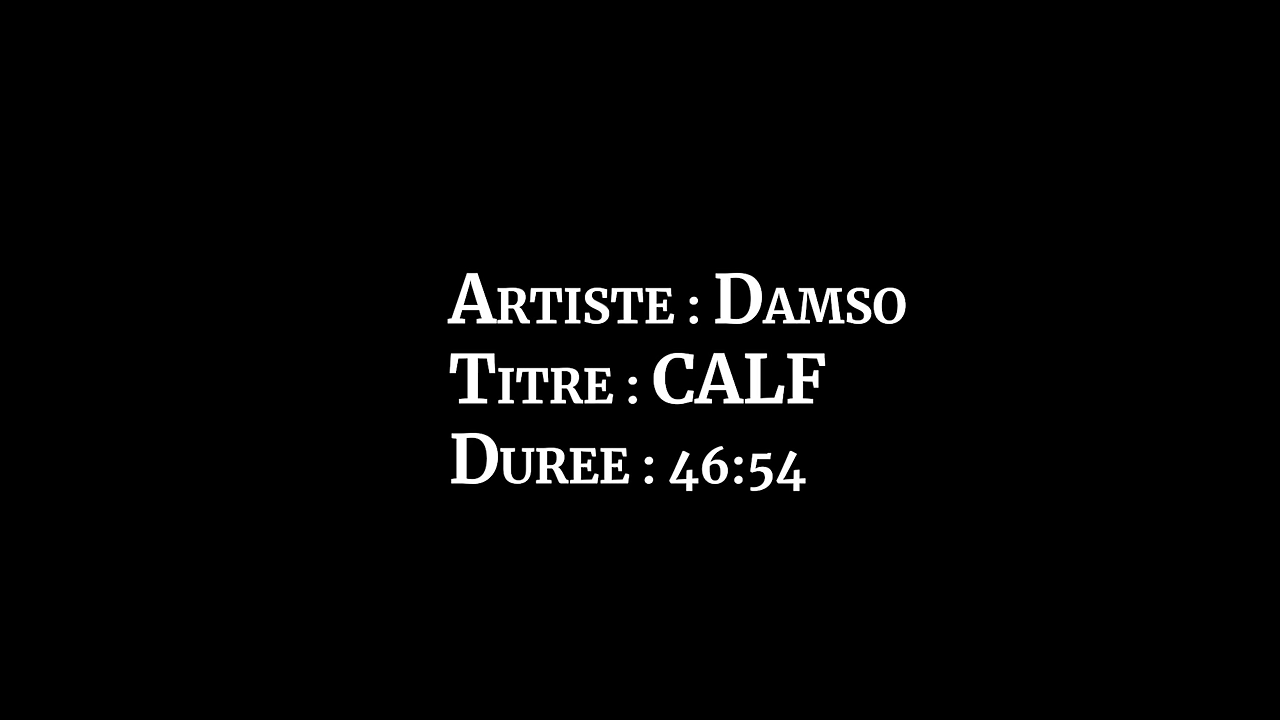 Artiste : Damso
Titre : CALF
Duree : 46:54